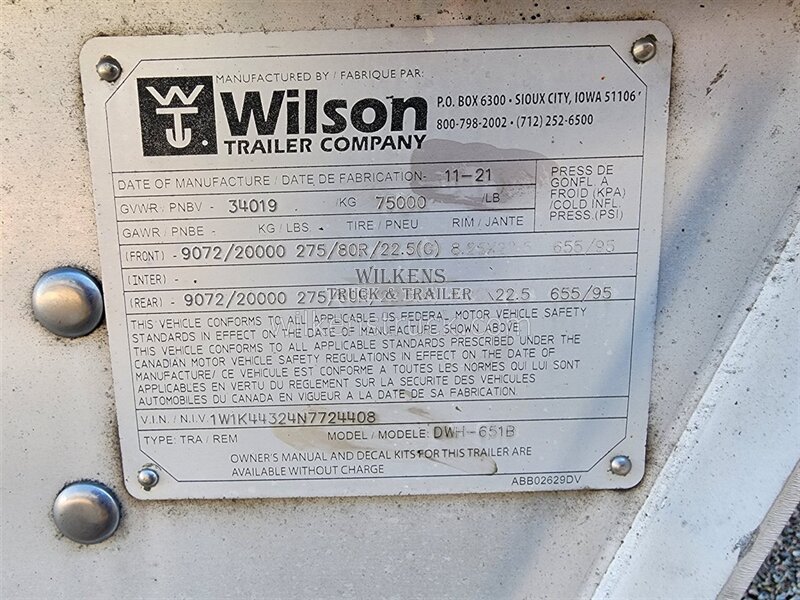 MANUFACTURED BY / FABRIQUE PAR:
WT
Wilson
TRAILER COMPANY
P.O. BOX 6300 • SIOUX CITY, IOWA 51106
800-798-2002 • (712) 252-6500
DATE OF MANUFACTURE / DATE DE FABRICATION- 11-21
GVWR / PNBV - 34019 /KG 75000 /LB
PRESS DE
GONFL. A
FROID (KPA)
/COLD INFL.
PRESS.(PSI)
GAWR / PNBE - KG / LBS. TIRE / PNEU RIM / JANTE
(FRONT) - 9072/20000 275/80R/22.5(G) 8.25X22.5 655/95
(INTER) -
(REAR) - 9072/20000 275/ 22.5 655/95
WILKENS
TRUCK & TRAILER
THIS VEHICLE CONFORMS TO ALL APPLICABLE US FEDERAL MOTOR VEHICLE SAFETY
STANDARDS IN EFFECT ON THE DATE OF MANUFACTURE SHOWN ABOVE.
THIS VEHICLE CONFORMS TO ALL APPLICABLE STANDARDS PRESCRIBED UNDER THE
CANADIAN MOTOR VEHICLE SAFETY REGULATIONS IN EFFECT ON THE DATE OF
MANUFACTURE/ CE VEHICULE EST CONFORME A TOUTES LES NORMES QUI LUI SONT
APPLICABLES EN VERTU DU REGLEMENT SUR LA SECURITE DES VEHICULES
AUTOMOBILES DU CANADA EN VIGUEUR A LA DATE DE SA FABRICATION.
V.I.N. / N.I.V. 1W1K44324N7724408
TYPE: TRA / REM MODEL / MODELE: DWH-651B
OWNER'S MANUAL AND DECAL KITS FOR THIS TRAILER ARE
AVAILABLE WITHOUT CHARGE
ABB02629DV